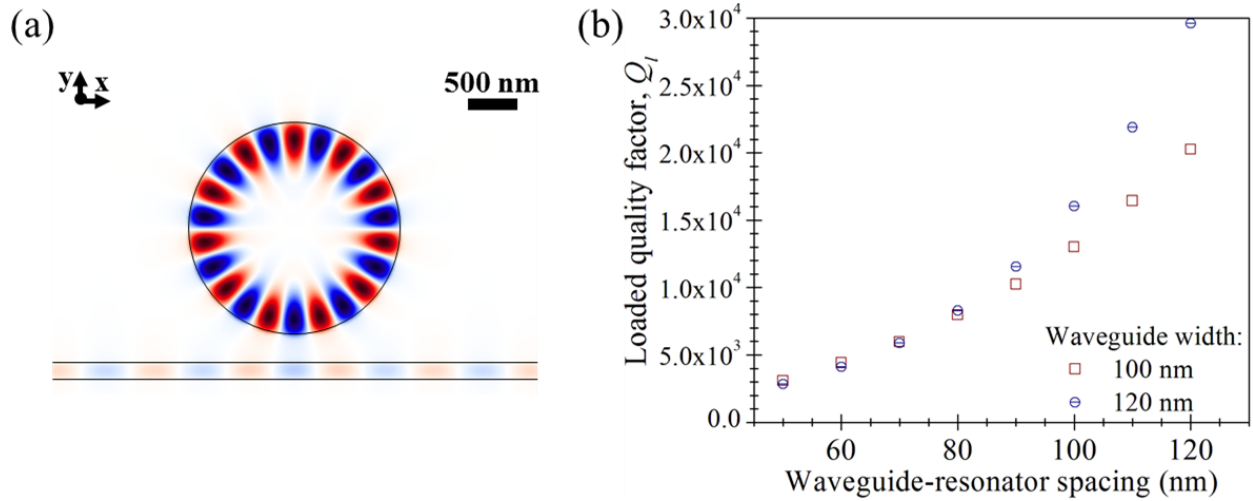 (a)
y x
500 nm
(b)
Loaded quality factor, Q_l
3.0x10^4
2.5x10^4
2.0x10^4
1.5x10^4
1.0x10^4
5.0x10^3
0.0
60 80 100 120
Waveguide-resonator spacing (nm)
Waveguide width:
100 nm
120 nm